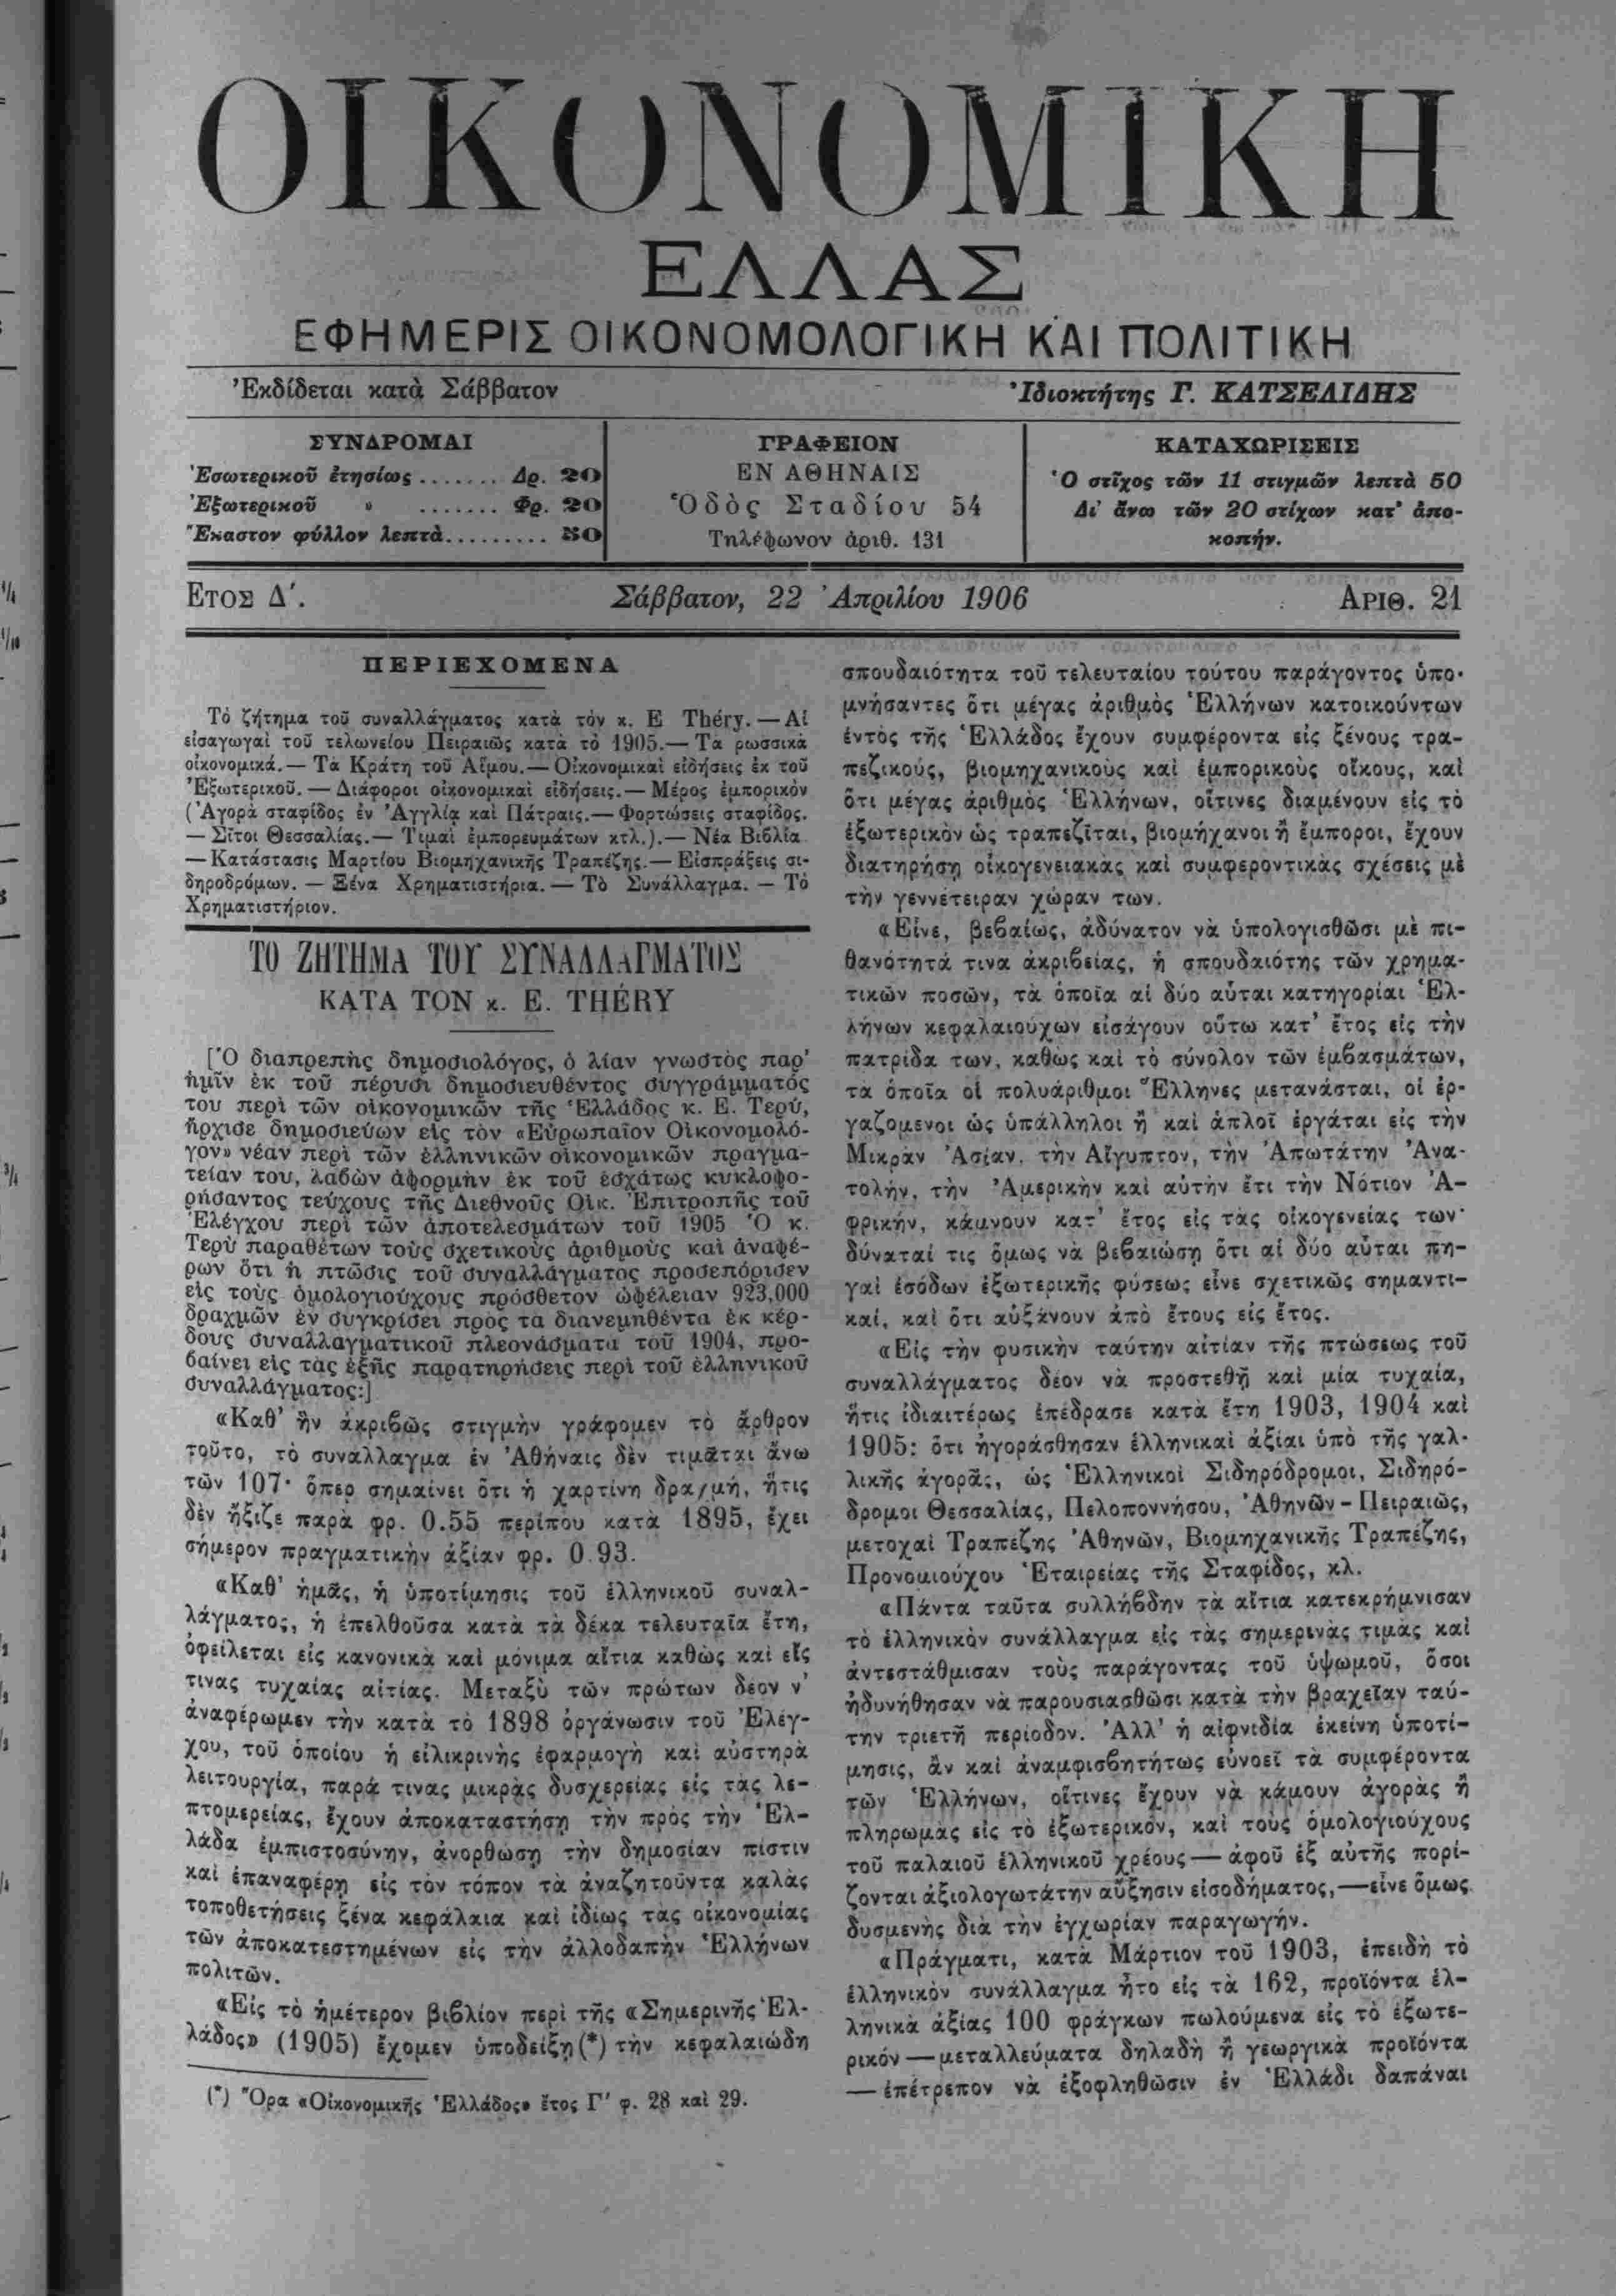 ΟΙΚΟΝΟΜΙΚΗ
ΕΛΛΑΣ
ΕΦΗΜΕΡΙΣ ΟΙΚΟΝΟΜΟΛΟΓΙΚΗ ΚΑΙ ΠΟΛΙΤΙΚΗ
Ἐκδίδεται κατὰ Σάββατον
Ἰδιοκτήτης Γ. ΚΑΤΣΕΛΙΔΗΣ
ΣΥΝΔΡΟΜΑΙ
Ἐσωτερικοῦ ἐτησίως ....... Δρ. 20
Ἐξωτερικοῦ » ....... Φρ. 20
Ἕκαστον φύλλον λεπτὰ......... 50
ΓΡΑΦΕΙΟΝ
ΕΝ ΑΘΗΝΑΙΣ
Ὁδὸς Σταδίου 54
Τηλέφωνον ἀριθ. 131
ΚΑΤΑΧΩΡΙΣΕΙΣ
Ὁ στῖχος τῶν 11 στιγμῶν λεπτὰ 50
Δι' ἄνω τῶν 20 στίχων κατ' ἀπο-
κοπήν.
ΕΤΟΣ Δ'.
Σάββατον, 22 Ἀπριλίου 1906
ΑΡΙΘ. 21
ΠΕΡΙΕΧΟΜΕΝΑ
Τὸ ζήτημα τοῦ συναλλάγματος κατὰ τόν κ. E Théry.—Αἱ
εἰσαγωγαὶ τοῦ τελωνείου Πειραιῶς κατὰ τὸ 1905.— Τὰ ρωσσικὰ
οἰκονομικά.— Τὰ Κράτη τοῦ Αἵμου.—Οἰκονομικαὶ εἰδήσεις ἐκ τοῦ
Ἐξωτερικοῦ.— Διάφοροι οἰκονομικαὶ εἰδήσεις.— Μέρος ἐμπορικόν
(Ἀγορὰ σταφίδος ἐν Ἀγγλίᾳ καὶ Πάτραις.— Φορτώσεις σταφίδος.
— Σῖτοι Θεσσαλίας.— Τιμαὶ ἐμπορευμάτων κτλ.).— Νέα Βιβλία
—Κατάστασις Μαρτίου Βιομηχανικῆς Τραπέζης.— Εἰσπράξεις σι-
δηροδρόμων. — Ξένα Χρηματιστήρια. — Τὸ Συνάλλαγμα. — Τὸ
Χρηματιστήριον.
ΤΟ ΖΗΤΗΜΑ ΤΟΥ ΣΥΝΑΛΛΑΓΜΑΤΟΣ
ΚΑΤΑ ΤΟΝ κ. E. THÉRY
[Ὁ διαπρεπὴς δημοσιολόγος, ὁ λίαν γνωστὸς παρ'
ἡμῖν ἐκ τοῦ πέρυσι δημοσιευθέντος συγγράμματός
του περὶ τῶν οἰκονομικῶν τῆς Ἑλλάδος κ. Ε. Τερύ,
ἤρχισε δημοσιεύων εἰς τὸν «Εὐρωπαῖον Οἰκονομολό-
γον» νέαν περὶ τῶν ἑλληνικῶν οἰκονομικῶν πραγμα-
τείαν του, λαβὼν ἀφορμὴν ἐκ τοῦ ἐσχάτως κυκλοφο-
ρήσαντος τεύχους τῆς Διεθνοῦς Οἰκ. Ἐπιτροπῆς τοῦ
Ἐλέγχου περὶ τῶν ἀποτελεσμάτων τοῦ 1905 Ὁ κ.
Τερὺ παραθέτων τοὺς σχετικοὺς ἀριθμοὺς καὶ ἀναφέ-
ρων ὅτι ἡ πτῶσις τοῦ συναλλάγματος προσεπόρισεν
εἰς τοὺς ὁμολογιούχους πρόσθετον ὠφέλειαν 923,000
δραχμῶν ἐν συγκρίσει πρὸς τὰ διανεμηθέντα ἐκ κέρ-
δους συναλλαγματικοῦ πλεονάσματα τοῦ 1904, προ-
βαίνει εἰς τὰς ἑξῆς παρατηρήσεις περὶ τοῦ ἑλληνικοῦ
συναλλάγματος:]
«Καθ' ἣν ἀκριβῶς στιγμὴν γράφομεν τὸ ἄρθρον
τοῦτο, τὸ συνάλλαγμα ἐν Ἀθήναις δὲν τιμᾶται ἄνω
τῶν 107· ὅπερ σημαίνει ὅτι ἡ χαρτίνη δραχμή, ἥτις
δὲν ἤξιζε παρὰ φρ. 0.55 περίπου κατὰ 1895, ἔχει
σήμερον πραγματικὴν ἀξίαν φρ. 0.93.
«Καθ' ἡμᾶς, ἡ ὑποτίμησις τοῦ ἑλληνικοῦ συναλ-
λάγματος, ἡ ἐπελθοῦσα κατὰ τὰ δέκα τελευταῖα ἔτη,
ὀφείλεται εἰς κανονικὰ καὶ μόνιμα αἴτια καθὼς καὶ εἴς
τινας τυχαίας αἰτίας. Μεταξὺ τῶν πρώτων δέον ν'
ἀναφέρωμεν τὴν κατὰ τὸ 1898 ὀργάνωσιν τοῦ Ἐλέγ-
χου, τοῦ ὁποίου ἡ εἰλικρινὴς ἐφαρμογὴ καὶ αὐστηρὰ
λειτουργία, παρά τινας μικρὰς δυσχερείας εἰς τὰς λε-
πτομερείας, ἔχουν ἀποκαταστήσῃ τὴν πρὸς τὴν Ἑλ-
λάδα ἐμπιστοσύνην, ἀνορθώσῃ τὴν δημοσίαν πίστιν
καὶ ἐπαναφέρῃ εἰς τὸν τόπον τὰ ἀναζητοῦντα καλὰς
τοποθετήσεις ξένα κεφάλαια καὶ ἰδίως τὰς οἰκονομίας
τῶν ἀποκατεστημένων εἰς τὴν ἀλλοδαπὴν Ἑλλήνων
πολιτῶν.
«Εἰς τὸ ἡμέτερον βιβλίον περὶ τῆς «Σημερινῆς Ἑλ-
λάδος» (1905) ἔχομεν ὑποδείξῃ(*) τὴν κεφαλαιώδη
(*) Ὅρα «Οἰκονομικῆς Ἑλλάδος» ἔτος Γ' φ. 28 καὶ 29.
σπουδαιότητα τοῦ τελευταίου τούτου παράγοντος ὑπο-
μνήσαντες ὅτι μέγας ἀριθμὸς Ἑλλήνων κατοικούντων
ἐντὸς τῆς Ἑλλάδος ἔχουν συμφέροντα εἰς ξένους τρα-
πεζικούς, βιομηχανικοὺς καὶ ἐμπορικοὺς οἴκους, καὶ
ὅτι μέγας ἀριθμὸς Ἑλλήνων, οἵτινες διαμένουν εἰς τὸ
ἐξωτερικὸν ὡς τραπεζῖται, βιομήχανοι ἢ ἔμποροι, ἔχουν
διατηρήσῃ οἰκογενειακὰς καὶ συμφεροντικὰς σχέσεις μὲ
τὴν γεννέτειραν χώραν των.
«Εἶνε, βεβαίως, ἀδύνατον νὰ ὑπολογισθῶσι μὲ πι-
θανότητά τινα ἀκριβείας, ἡ σπουδαιότης τῶν χρημα-
τικῶν ποσῶν, τὰ ὁποῖα αἱ δύο αὗται κατηγορίαι Ἑλ-
λήνων κεφαλαιούχων εἰσάγουν οὕτω κατ' ἔτος εἰς τὴν
πατρίδα των, καθὼς καὶ τὸ σύνολον τῶν ἐμβασμάτων,
τὰ ὁποῖα οἱ πολυάριθμοι Ἕλληνες μετανάσται, οἱ ἐρ-
γαζομενοι ὡς ὑπάλληλοι ἢ καὶ ἁπλοῖ ἐργάται εἰς τὴν
Μικρὰν Ἀσίαν, τὴν Αἴγυπτον, τὴν Ἀπωτάτην Ἀνα-
τολήν, τὴν Ἀμερικὴν καὶ αὐτὴν ἔτι τὴν Νότιον Ἀ-
φρικήν, κάμνουν κατ' ἔτος εἰς τὰς οἰκογενείας των·
δύναταί τις ὅμως νὰ βεβαιώσῃ ὅτι αἱ δύο αὗται πη-
γαὶ ἐσόδων ἐξωτερικῆς φύσεως εἶνε σχετικῶς σημαντι-
καί, καὶ ὅτι αὐξάνουν ἀπὸ ἔτους εἰς ἔτος.
«Εἰς τὴν φυσικὴν ταύτην αἰτίαν τῆς πτώσεως τοῦ
συναλλάγματος δέον νὰ προστεθῇ καὶ μία τυχαία,
ἥτις ἰδιαιτέρως ἐπέδρασε κατὰ ἔτη 1903, 1904 καὶ
1905: ὅτι ἠγοράσθησαν ἑλληνικαὶ ἀξίαι ὑπὸ τῆς γαλ-
λικῆς ἀγορᾶς, ὡς Ἑλληνικοὶ Σιδηρόδρομοι, Σιδηρό-
δρομοι Θεσσαλίας, Πελοποννήσου, Ἀθηνῶν – Πειραιῶς,
μετοχαὶ Τραπέζης Ἀθηνῶν, Βιομηχανικῆς Τραπέζης,
Προνομιούχου Ἑταιρείας τῆς Σταφίδος, κλ.
«Πάντα ταῦτα συλλήβδην τὰ αἴτια κατεκρήμνισαν
τὸ ἑλληνικὸν συνάλλαγμα εἰς τὰς σημερινὰς τιμὰς καὶ
ἀντεστάθμισαν τοὺς παράγοντας τοῦ ὑψωμοῦ, ὅσοι
ἠδυνήθησαν νὰ παρουσιασθῶσι κατὰ τὴν βραχεῖαν ταύ-
την τριετῆ περίοδον. Ἀλλ' ἡ αἰφνιδία ἐκείνη ὑποτί-
μησις, ἂν καὶ ἀναμφισβητήτως εὐνοεῖ τὰ συμφέροντα
τῶν Ἑλλήνων, οἵτινες ἔχουν νὰ κάμουν ἀγορὰς ἢ
πληρωμὰς εἰς τὸ ἐξωτερικόν, καὶ τοὺς ὁμολογιούχους
τοῦ παλαιοῦ ἑλληνικοῦ χρέους — ἀφοῦ ἐξ αὐτῆς πορί-
ζονται ἀξιολογωτάτην αὔξησιν εἰσοδήματος,—εἶνε ὅμως
δυσμενὴς διὰ τὴν ἐγχωρίαν παραγωγήν.
«Πράγματι, κατὰ Μάρτιον τοῦ 1903, ἐπειδὴ τὸ
ἑλληνικὸν συνάλλαγμα ἦτο εἰς τὰ 162, προϊόντα ἑλ-
ληνικὰ ἀξίας 100 φράγκων πωλούμενα εἰς τὸ ἐξωτε-
ρικόν — μεταλλεύματα δηλαδὴ ἢ γεωργικὰ προϊόντα
— ἐπέτρεπον νὰ ἐξοφληθῶσιν ἐν Ἑλλάδι δαπάναι